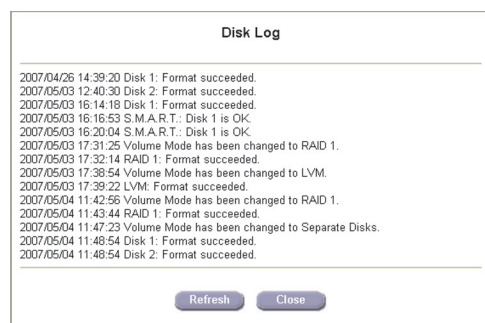 Disk Log
2007/04/26 14:39:20 Disk 1: Format succeeded.
2007/05/03 12:40:30 Disk 2: Format succeeded.
2007/05/03 16:14:18 Disk 1: Format succeeded.
2007/05/03 16:16:53 S.M.A.R.T.: Disk 1 is OK.
2007/05/03 16:20:04 S.M.A.R.T.: Disk 1 is OK.
2007/05/03 17:31:25 Volume Mode has been changed to RAID 1.
2007/05/03 17:32:14 RAID 1: Format succeeded.
2007/05/03 17:38:54 Volume Mode has been changed to LVM.
2007/05/03 17:39:22 LVM: Format succeeded.
2007/05/04 11:42:56 Volume Mode has been changed to RAID 1.
2007/05/04 11:43:44 RAID 1: Format succeeded.
2007/05/04 11:47:23 Volume Mode has been changed to Separate Disks.
2007/05/04 11:48:54 Disk 1: Format succeeded.
2007/05/04 11:48:54 Disk 2: Format succeeded.
Refresh Close